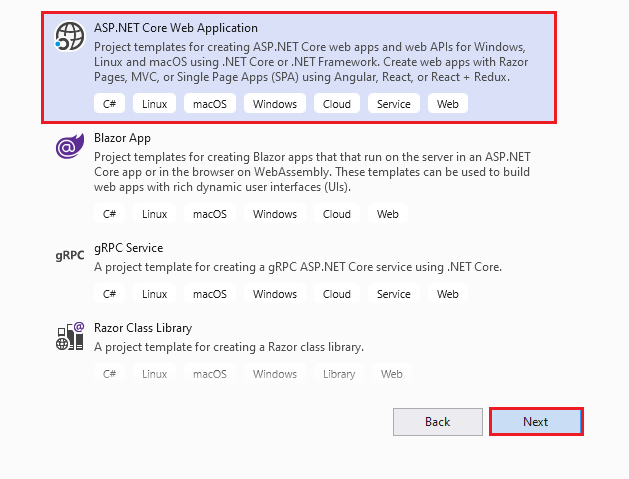 ASP.NET Core Web Application
Project templates for creating ASP.NET Core web apps and web APIs for Windows,
Linux and macOS using .NET Core or .NET Framework. Create web apps with Razor
Pages, MVC, or Single Page Apps (SPA) using Angular, React, or React + Redux.
C# Linux macOS Windows Cloud Service Web
Blazor App
Project templates for creating Blazor apps that that run on the server in an ASP.NET
Core app or in the browser on WebAssembly. These templates can be used to build
web apps with rich dynamic user interfaces (UIs).
C# Linux macOS Windows Cloud Web
gRPC gRPC Service
A project template for creating a gRPC ASP.NET Core service using .NET Core.
C# Linux macOS Windows Cloud Service Web
Razor Class Library
A project template for creating a Razor class library.
C# Linux macOS Windows Library Web
Back Next